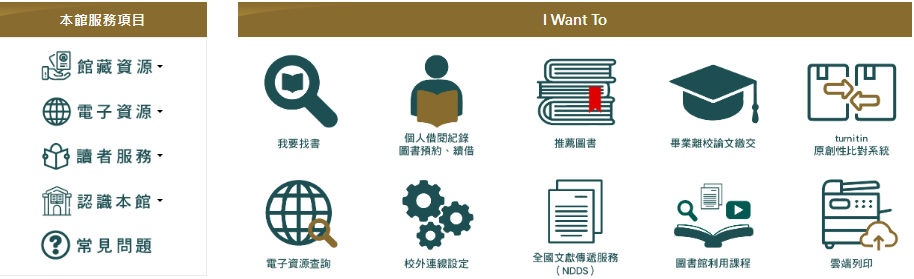 本館服務項目
館藏資源
電子資源
讀者服務
認識本館
常見問題
I Want To
我要找書
個人借閱紀錄
圖書預約、續借
推薦圖書
畢業離校論文繳交
turnitin
原創性比對系統
電子資源查詢
校外連線設定
全國文獻傳遞服務
（NDDS）
圖書館利用課程
雲端列印